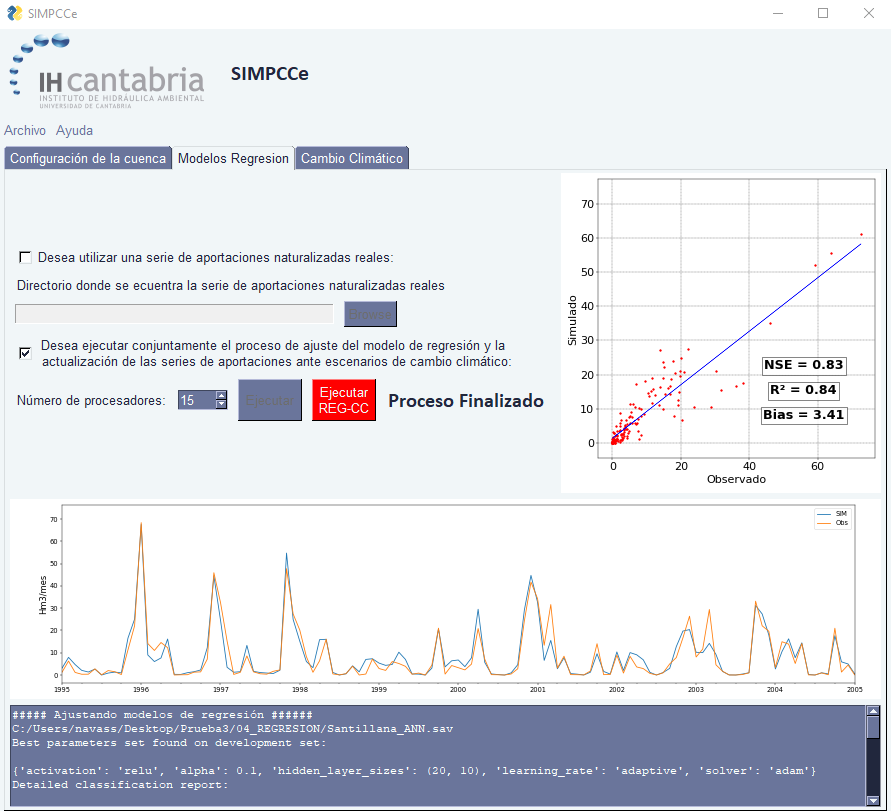 SIMPCCe
IHcantabria
INSTITUTO DE HIDRÁULICA AMBIENTAL
UNIVERSIDAD DE CANTABRIA
SIMPCCe
Archivo Ayuda
Configuración de la cuenca Modelos Regresion Cambio Climático
Desea utilizar una serie de aportaciones naturalizadas reales:
Directorio donde se ecuentra la serie de aportaciones naturalizadas reales
Browse
Desea ejecutar conjuntamente el proceso de ajuste del modelo de regresión y la
actualización de las series de aportaciones ante escenarios de cambio climático:
Número de procesadores: 15 Ejecutar
Ejecutar
REG-CC
Proceso Finalizado
70
60
50
40
30
20
10
0
Simulado
NSE = 0.83
R² = 0.84
Bias = 3.41
0 20 40 60
Observado
SIM
Obs
70
60
50
40
30
20
10
0
Hm3/mes
1995 1996 1997 1998 1999 2000 2001 2002 2003 2004 2005
##### Ajustando modelos de regresión ######
C:/Users/navass/Desktop/Prueba3/04_REGRESION/Santillana_ANN.sav
Best parameters set found on development set:
{'activation': 'relu', 'alpha': 0.1, 'hidden_layer_sizes': (20, 10), 'learning_rate': 'adaptive', 'solver': 'adam'}
Detailed classification report: